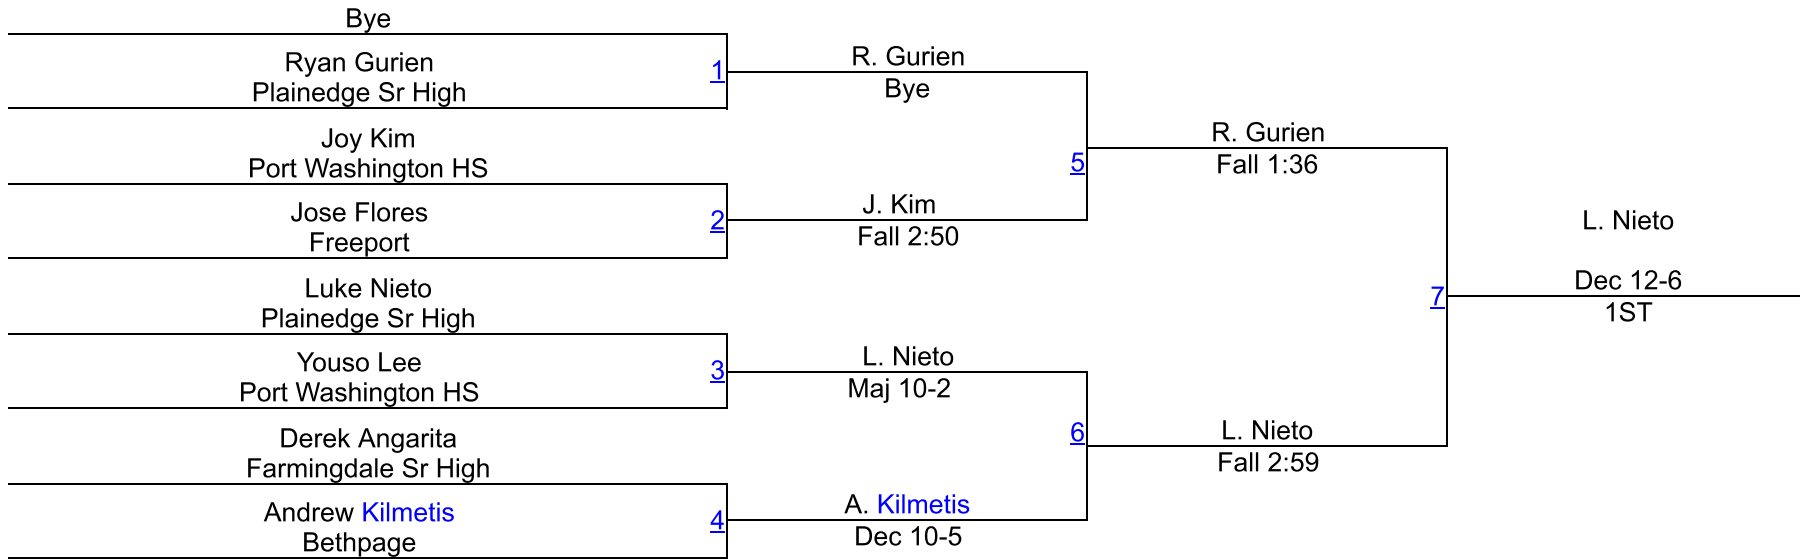 Bye
Ryan Gurien
Plainedge Sr High
1
Joy Kim
Port Washington HS
Jose Flores
Freeport
2
Luke Nieto
Plainedge Sr High
Youso Lee
Port Washington HS
3
Derek Angarita
Farmingdale Sr High
Andrew Kilmetis
Bethpage
4
R. Gurien
Bye
5
J. Kim
Fall 2:50
L. Nieto
Maj 10-2
6
A. Kilmetis
Dec 10-5
R. Gurien
Fall 1:36
7
L. Nieto
Fall 2:59
L. Nieto
Dec 12-6
1ST